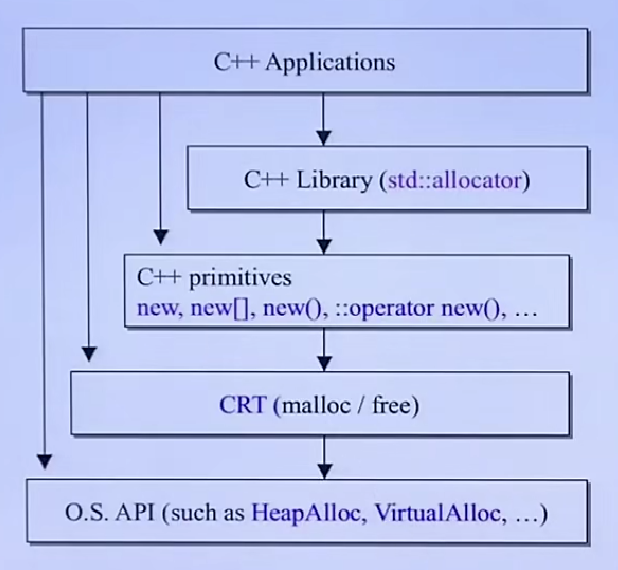 C++ Applications
C++ Library (std::allocator)
C++ primitives
new, new[], new(), ::operator new(), …
CRT (malloc / free)
O.S. API (such as HeapAlloc, VirtualAlloc, …)